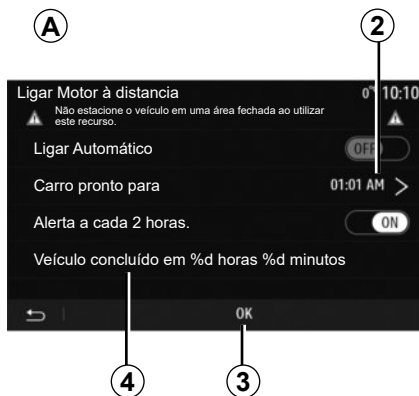 A
2
Ligar Motor à distancia 0° 10:10
Não estacione o veículo em uma área fechada ao utilizar
este recurso.
Ligar Automático OFF
Carro pronto para 01:01 AM >
Alerta a cada 2 horas. ON
Veículo concluído em %d horas %d minutos
OK
4
3